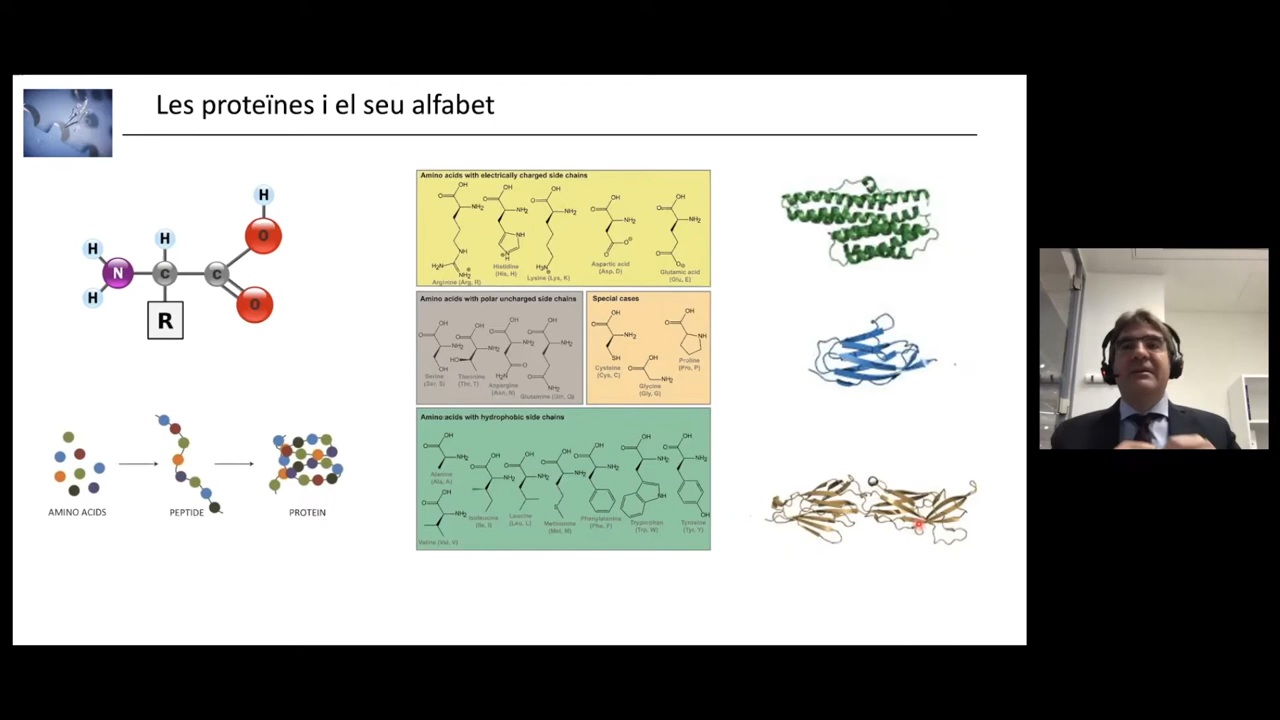 Les proteïnes i el seu alfabet
H
H
H
O
N
C
C
H
O
R
AMINO ACIDS
PEPTIDE
PROTEIN
Amino acids with electrically charged side chains
Arginine (Arg, R)
Histidine
(His, H)
Lysine (Lys, K)
Aspartic acid
(Asp, D)
Glutamic acid
(Glu, E)
Amino acids with polar uncharged side chains
Serine
(Ser, S)
Threonine
(Thr, T)
Aspargine
(Asn, N)
Glutamine (Gln, Q)
Special cases
Cysteine
(Cys, C)
Glycine
(Gly, G)
Proline
(Pro, P)
Amino acids with hydrophobic side chains
Alanine
(Ala, A)
Valine (Val, V)
Isoleucine
(Ile, I)
Leucine
(Leu, L)
Methionine
(Met, M)
Phenylalanine
(Phe, F)
Tryptophan
(Trp, W)
Tyrosine
(Tyr, Y)